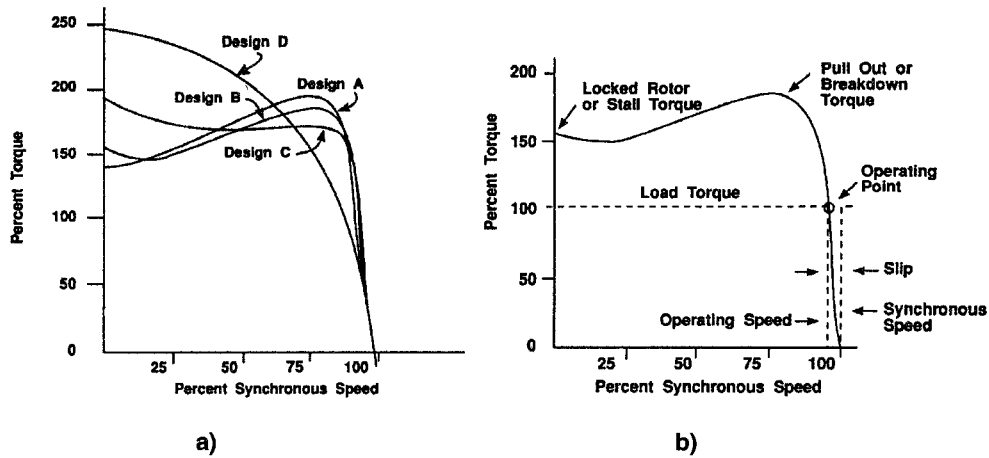 250
200
150
100
50
0
Percent Torque
Design D
Design A
Design B
Design C
25
50
75
100
Percent Synchronous Speed
a)
200
150
100
50
0
Percent Torque
Locked Rotor
or Stall Torque
Pull Out or
Breakdown
Torque
Load Torque
Operating
Point
Slip
Operating Speed
Synchronous
Speed
25
50
75
100
Percent Synchronous Speed
b)